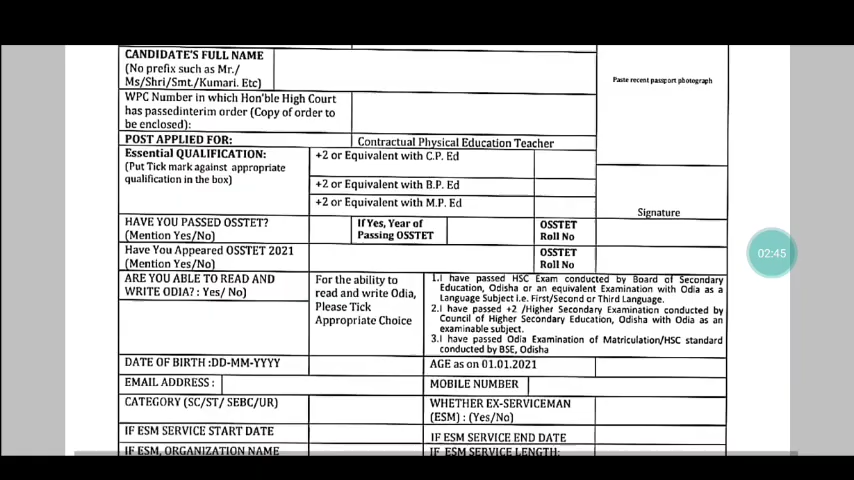 CANDIDATE'S FULL NAME
(No prefix such as Mr./
Ms/Shri/Smt./Kumari. Etc)
Paste recent passport photograph
WPC Number in which Hon'ble High Court
has passedinterim order (Copy of order to
be enclosed):
POST APPLIED FOR:
Contractual Physical Education Teacher
Essential QUALIFICATION:
(Put Tick mark against appropriate
qualification in the box)
+2 or Equivalent with C.P. Ed
+2 or Equivalent with B.P. Ed
+2 or Equivalent with M.P. Ed
Signature
HAVE YOU PASSED OSSTET?
(Mention Yes/No)
If Yes, Year of
Passing OSSTET
OSSTET
Roll No
Have You Appeared OSSTET 2021
(Mention Yes/No)
OSSTET
Roll No
02:45
ARE YOU ABLE TO READ AND
WRITE ODIA? : Yes/ No)
For the ability to
read and write Odia,
Please Tick
Appropriate Choice
1.I have passed HSC Exam conducted by Board of Secondary
Education, Odisha or an equivalent Examination with Odia as a
Language Subject i.e. First/Second or Third Language.
2.I have passed +2 /Higher Secondary Examination conducted by
Council of Higher Secondary Education, Odisha with Odia as an
examinable subject.
3.I have passed Odia Examination of Matriculation/HSC standard
conducted by BSE, Odisha
DATE OF BIRTH :DD-MM-YYYY
AGE as on 01.01.2021
EMAIL ADDRESS :
MOBILE NUMBER
CATEGORY (SC/ST/ SEBC/UR)
WHETHER EX-SERVICEMAN
(ESM) : (Yes/No)
IF ESM SERVICE START DATE
IF ESM SERVICE END DATE
IF ESM, ORGANIZATION NAME
IF ESM SERVICE LENGTH: